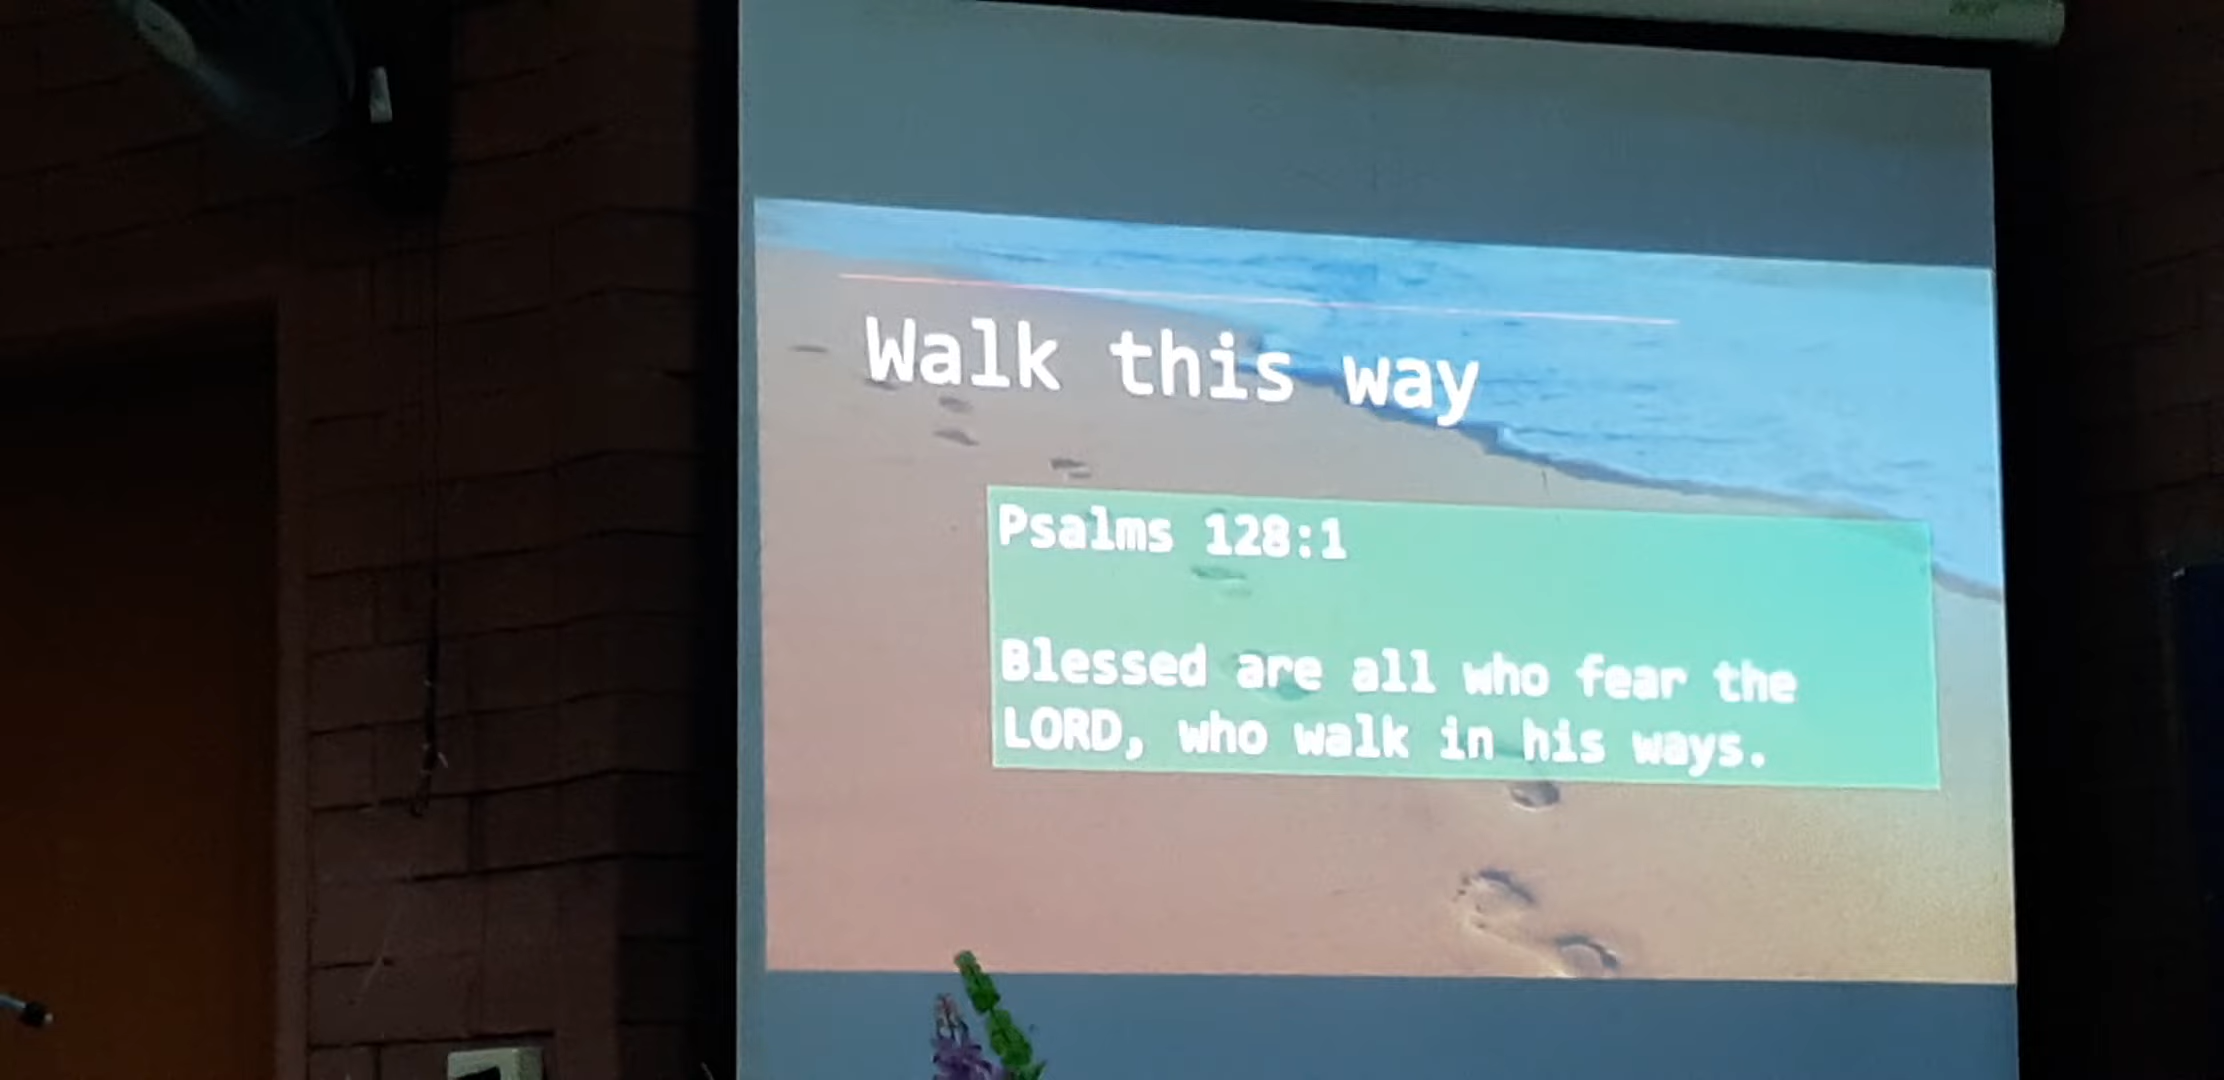 Walk this way
Psalms 128:1
Blessed are all who fear the
LORD, who walk in his ways.